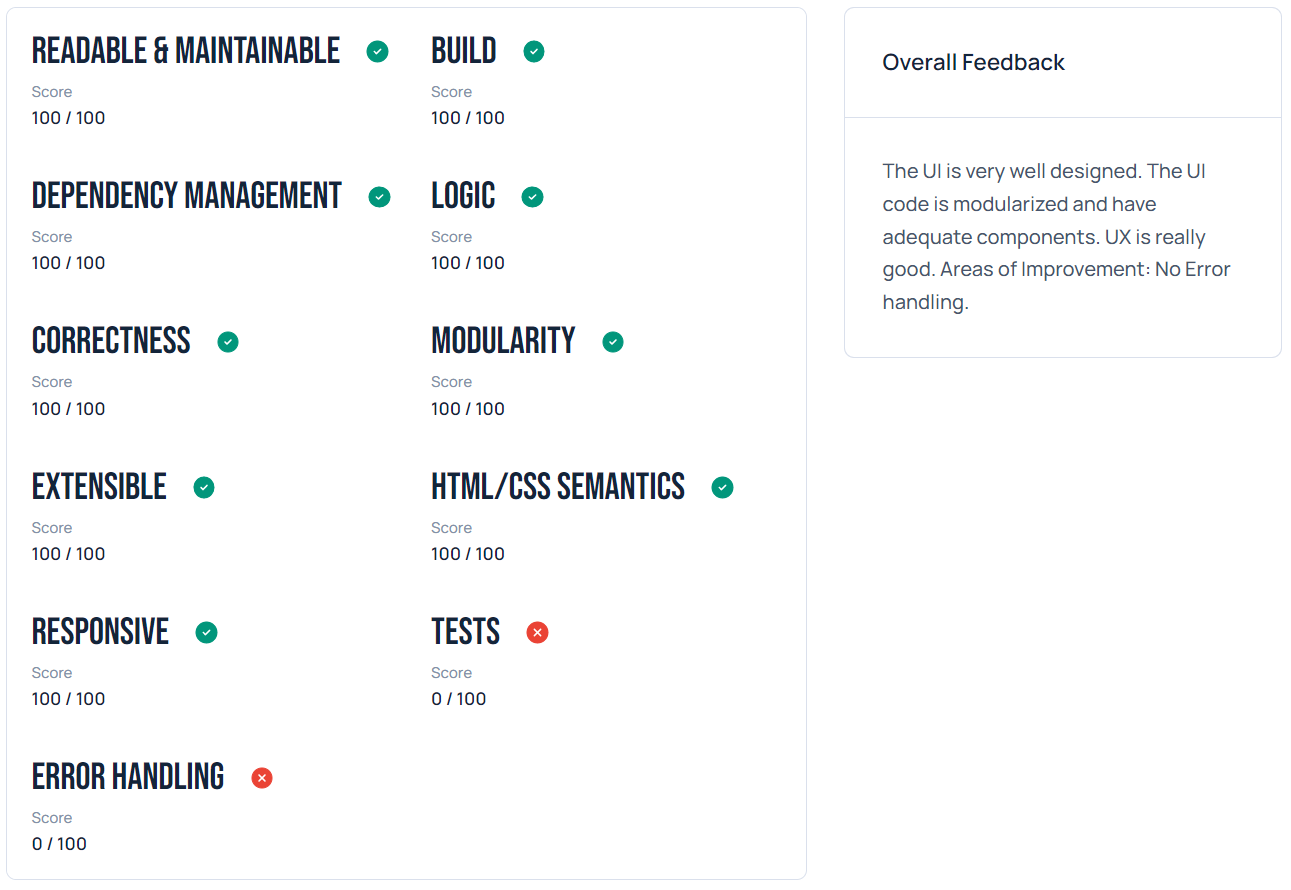 READABLE & MAINTAINABLE
Score
100 / 100
BUILD
Score
100 / 100
DEPENDENCY MANAGEMENT
Score
100 / 100
LOGIC
Score
100 / 100
CORRECTNESS
Score
100 / 100
MODULARITY
Score
100 / 100
EXTENSIBLE
Score
100 / 100
HTML/CSS SEMANTICS
Score
100 / 100
RESPONSIVE
Score
100 / 100
TESTS
Score
0 / 100
ERROR HANDLING
Score
0 / 100
Overall Feedback
The UI is very well designed. The UI
code is modularized and have
adequate components. UX is really
good. Areas of Improvement: No Error
handling.